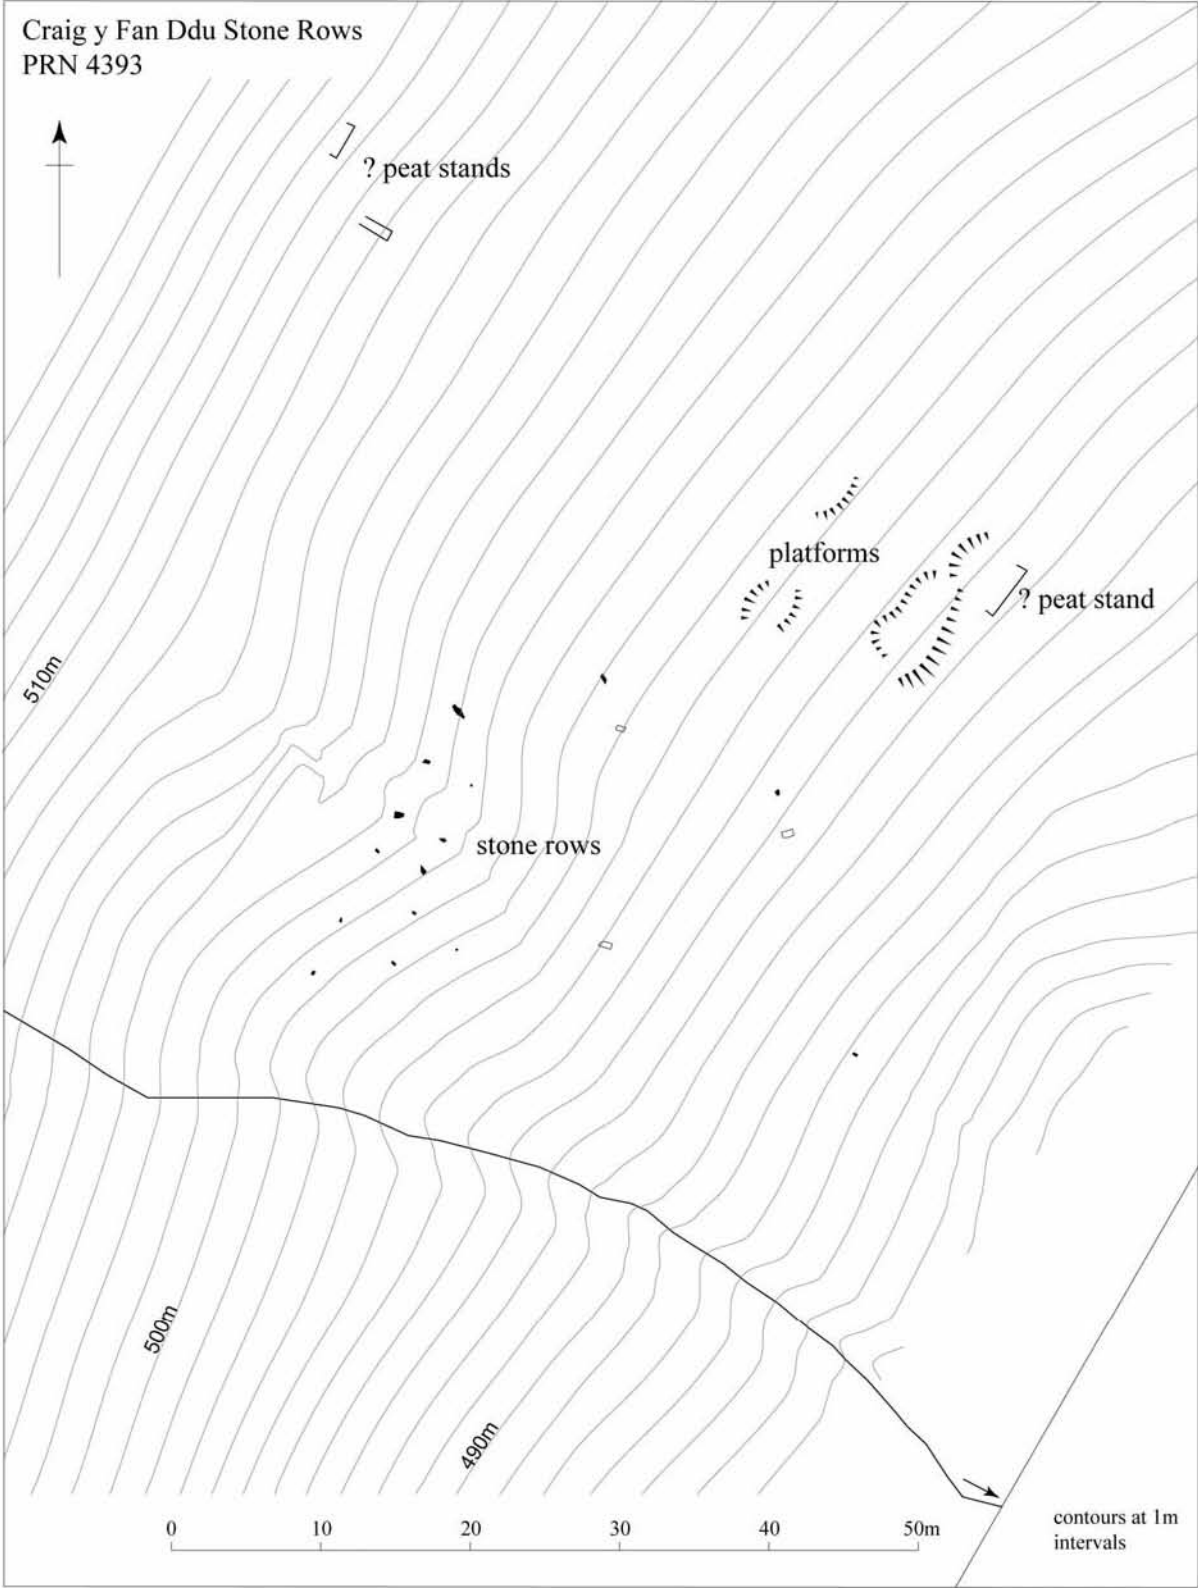 Craig y Fan Ddu Stone Rows
PRN 4393
? peat stands
platforms
? peat stand
510m
stone rows
500m
490m
0 10 20 30 40 50m
contours at 1m
intervals